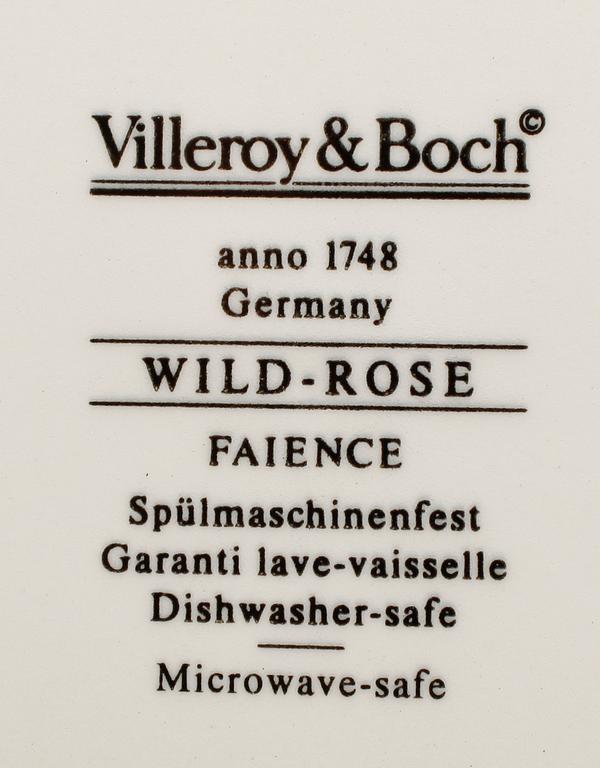 Villeroy & Boch©
anno 1748
Germany
WILD-ROSE
FAIENCE
Spülmaschinenfest
Garanti lave-vaisselle
Dishwasher-safe
Microwave-safe